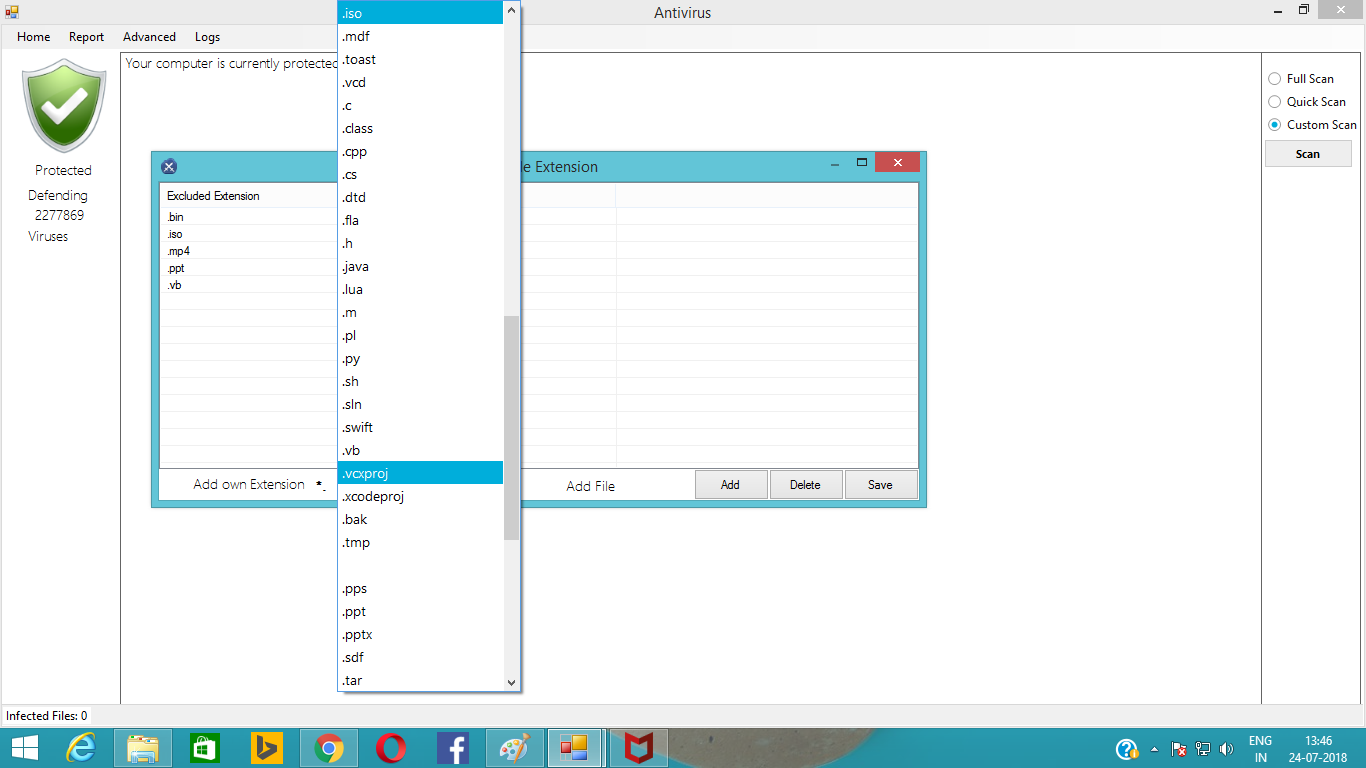 Antivirus
Home Report Advanced Logs
Your computer is currently protected
Protected
Defending
2277869
Viruses
Full Scan
Quick Scan
Custom Scan
Scan
le Extension
Excluded Extension
.bin
.iso
.mp4
.ppt
.vb
Add own Extension *.
Add File
Add
Delete
Save
.iso
.mdf
.toast
.vcd
.c
.class
.cpp
.cs
.dtd
.fla
.h
.java
.lua
.m
.pl
.py
.sh
.sln
.swift
.vb
.vcxproj
.xcodeproj
.bak
.tmp
.pps
.ppt
.pptx
.sdf
.tar
Infected Files: 0
ENG
IN
13:46
24-07-2018